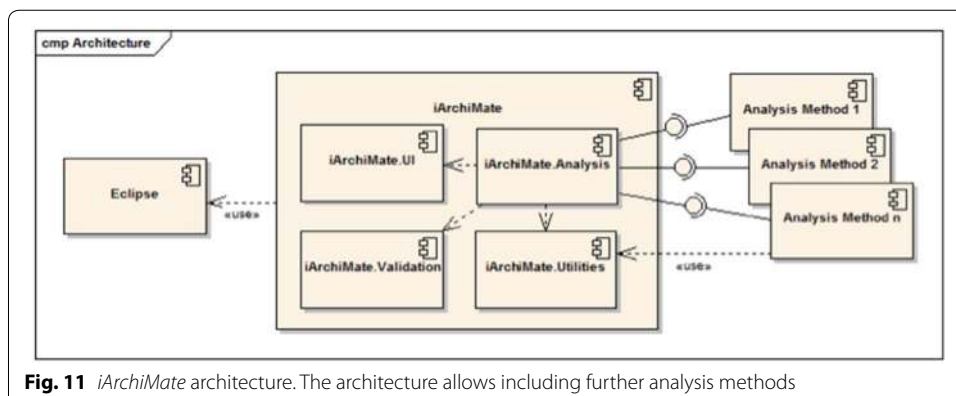 cmp Architecture
iArchiMate
Analysis Method 1
iArchiMate.UI
iArchiMate.Analysis
Analysis Method 2
Eclipse
Analysis Method n
«use»
iArchiMate.Validation
iArchiMate.Utilities
«use»
Fig. 11 iArchiMate architecture. The architecture allows including further analysis methods